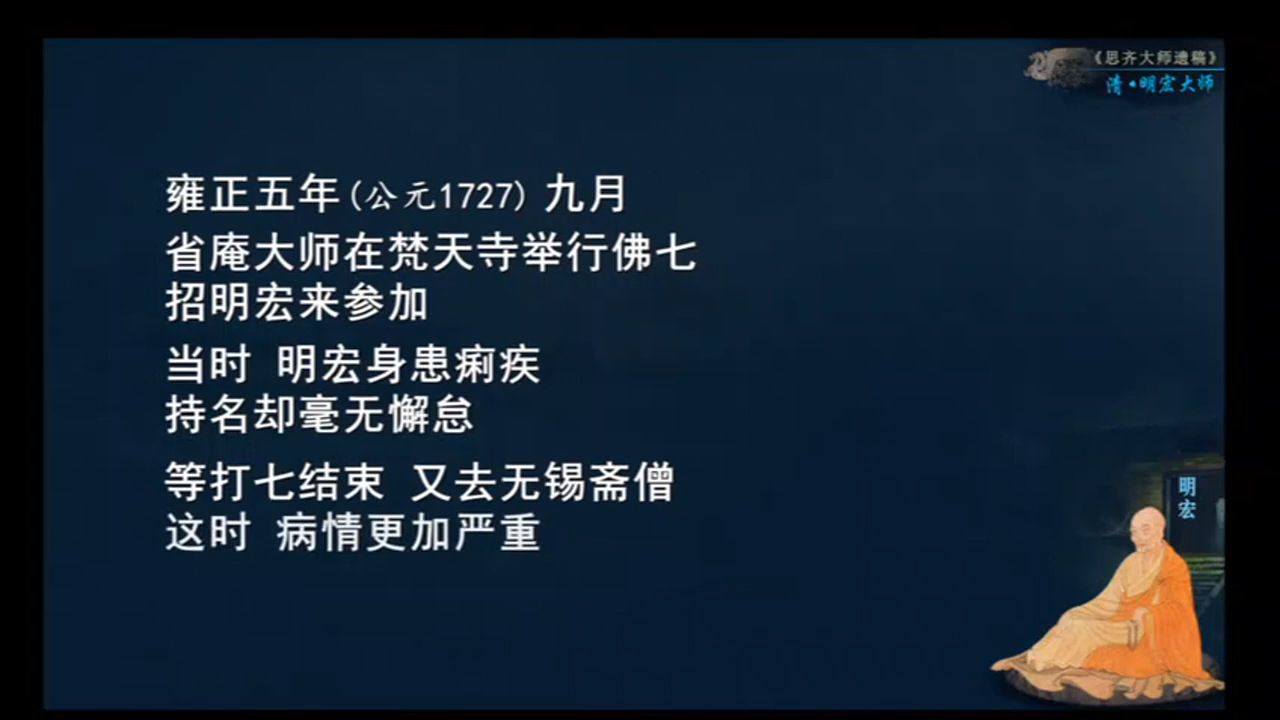 《思齐大师遗稿》
清·明宏大师
雍正五年(公元1727) 九月
省庵大师在梵天寺举行佛七
招明宏来参加
当时 明宏身患痢疾
持名却毫无懈怠
等打七结束 又去无锡斋僧
这时 病情更加严重
明宏